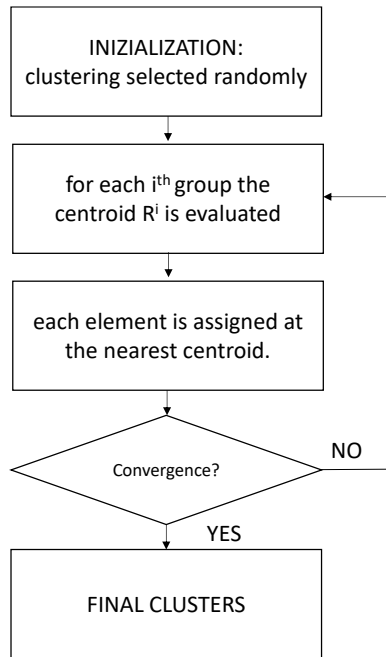 INIZIALIZATION:
clustering selected randomly
for each iᵗʰ group the
centroid Rⁱ is evaluated
each element is assigned at
the nearest centroid.
Convergence?
NO
YES
FINAL CLUSTERS